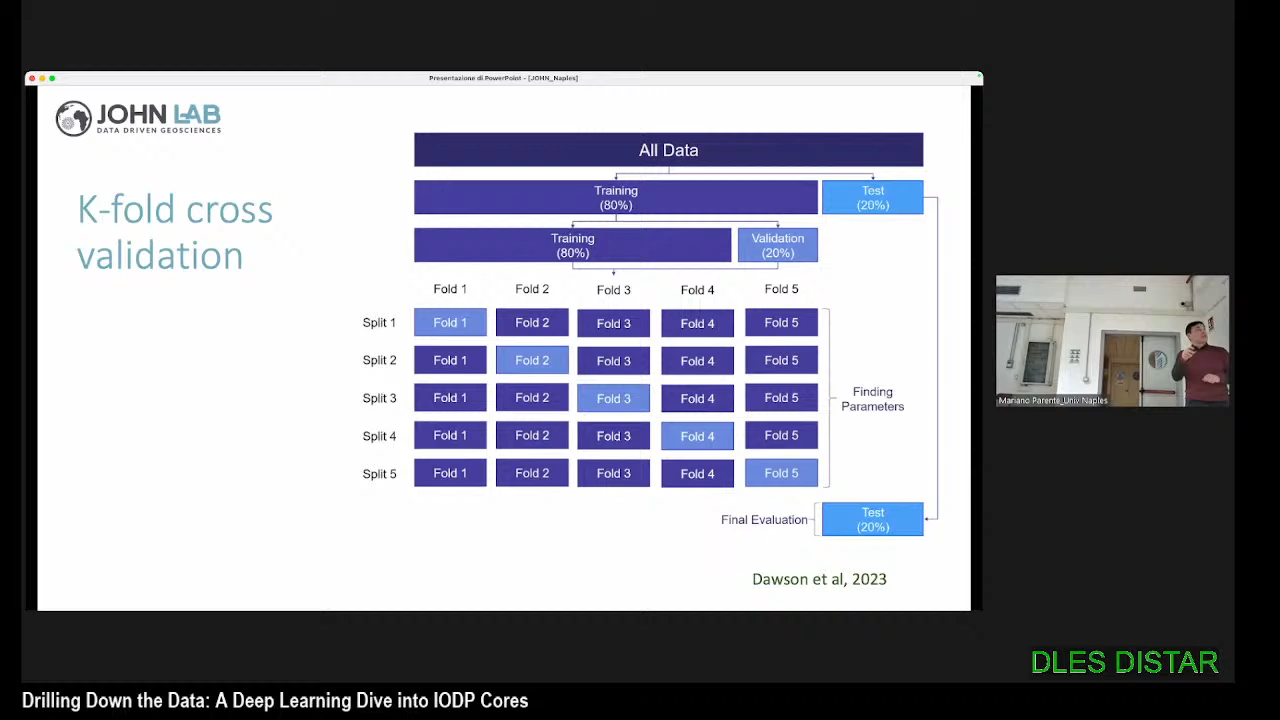 Presentazione di PowerPoint - [JOHN_Naples]
JOHN LAB
DATA DRIVEN GEOSCIENCES
K-fold cross
validation
All Data
Training
(80%)
Test
(20%)
Training
(80%)
Validation
(20%)
Fold 1 Fold 2 Fold 3 Fold 4 Fold 5
Split 1 Fold 1 Fold 2 Fold 3 Fold 4 Fold 5
Split 2 Fold 1 Fold 2 Fold 3 Fold 4 Fold 5
Split 3 Fold 1 Fold 2 Fold 3 Fold 4 Fold 5
Split 4 Fold 1 Fold 2 Fold 3 Fold 4 Fold 5
Split 5 Fold 1 Fold 2 Fold 3 Fold 4 Fold 5
Finding
Parameters
Final Evaluation
Test
(20%)
Dawson et al, 2023
Mariano Parente_Univ Naples
DLES DISTAR
Drilling Down the Data: A Deep Learning Dive into IODP Cores